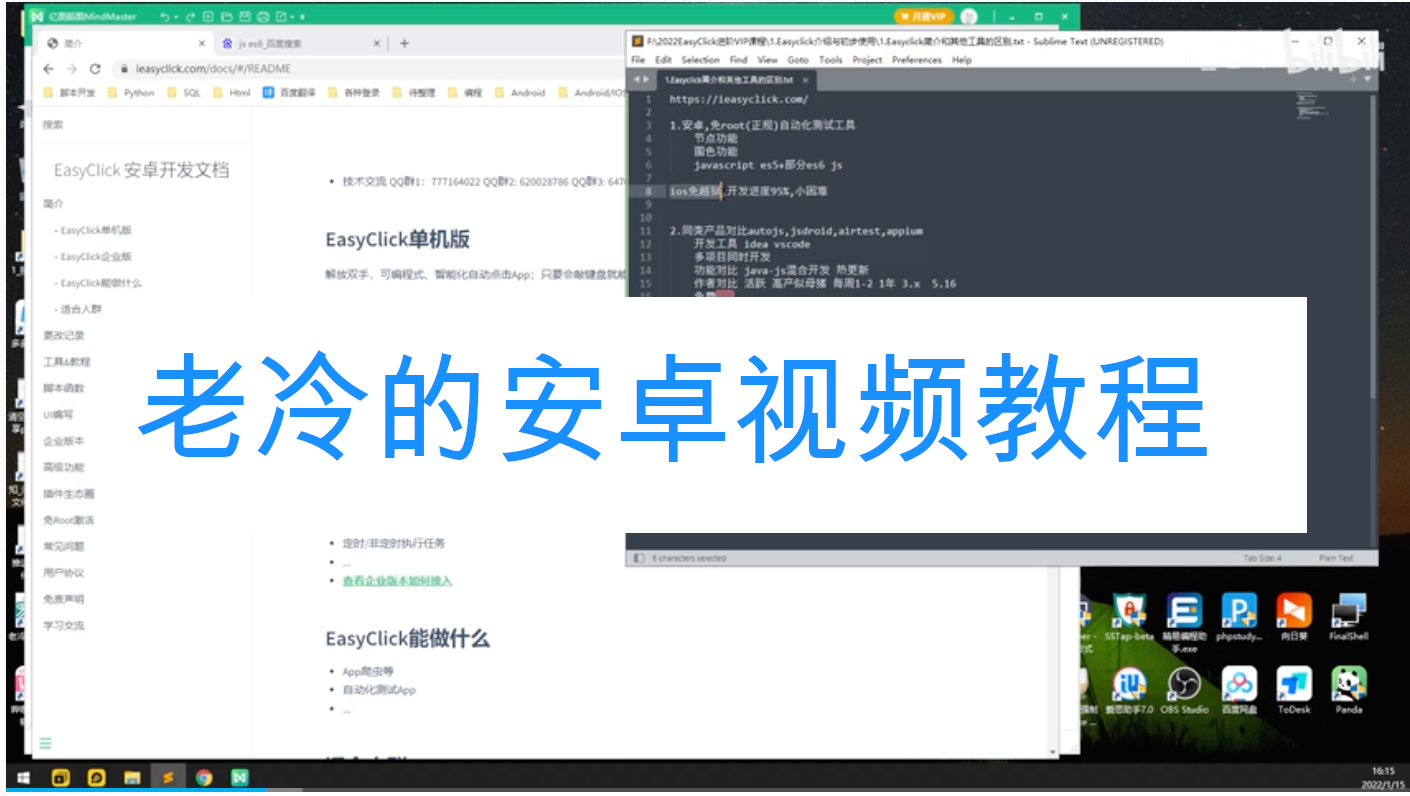 亿图脑图MindMaster
开通VIP
简介
js es6_百度搜索
ieasyclick.com/docs/#/README
脚本开发
Python
SQL
Html
百度翻译
各种登录
待整理
编程
Android
Android/IOS
搜索
EasyClick 安卓开发文档
简介
- EasyClick单机版
- EasyClick企业版
- EasyClick能做什么
- 适合人群
更改记录
工具&教程
脚本函数
UI编写
企业版本
高级功能
插件生态圈
免Root激活
常见问题
用户协议
免责声明
学习交流
技术交流 QQ群1： 777164022 QQ群2: 620028786 QQ群3: 647
EasyClick单机版
解放双手，可编程式、智能化自动点击App；只要会敲键盘就能
定时/非定时执行任务
...
查看企业版本如何接入
EasyClick能做什么
App爬虫等
自动化测试App
...
F:\2022EasyClick进阶VIP课程\1.Easyclick介绍与初步使用\1.Easyclick简介和其他工具的区别.txt - Sublime Text (UNREGISTERED)
File Edit Selection Find View Goto Tools Project Preferences Help
bilibili
1.Easyclick简介和其他工具的区别.txt
1 https://ieasyclick.com/
2
3 1.安卓,免root(正规)自动化测试工具
4 节点功能
5 图色功能
6 javascript es5+部分es6 js
7
8 ios免越狱,开发进度95%,小困难
9
10
11 2.同类产品对比autojs,jsdroid,airtest,appium
12 开发工具 idea vscode
13 多项目同时开发
14 功能对比 java-js混合开发 热更新
15 作者对比 活跃 高产似母猪 每周1-2 1年 3.x 5.16
老冷的安卓视频教程
6 characters selected
Tab Size: 4
Plain Text
SSTap-beta
精易编程助手.exe
phpstudy...
向日葵
FinalShell
爱思助手7.0
OBS Studio
百度网盘
ToDesk
Panda
16:15
2022/1/15